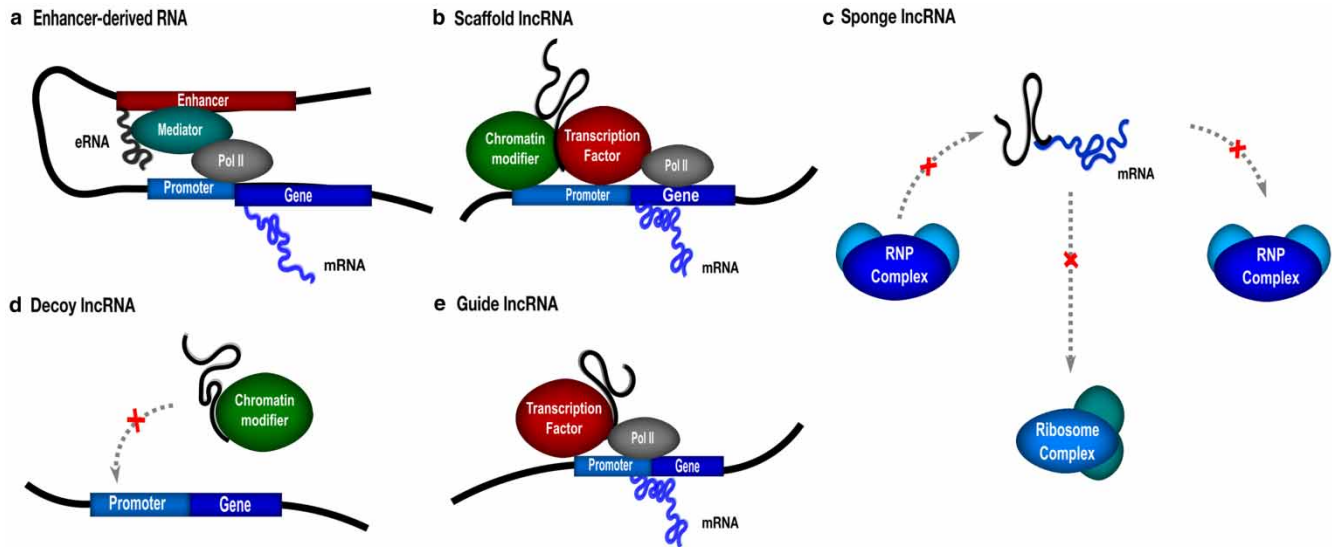 a Enhancer-derived RNA
Enhancer
eRNA
Mediator
Pol II
Promoter
Gene
mRNA
b Scaffold lncRNA
Chromatin
modifier
Transcription
Factor
Pol II
Promoter
Gene
mRNA
c Sponge lncRNA
mRNA
RNP
Complex
RNP
Complex
Ribosome
Complex
d Decoy lncRNA
Chromatin
modifier
Promoter
Gene
e Guide lncRNA
Transcription
Factor
Pol II
Promoter
Gene
mRNA